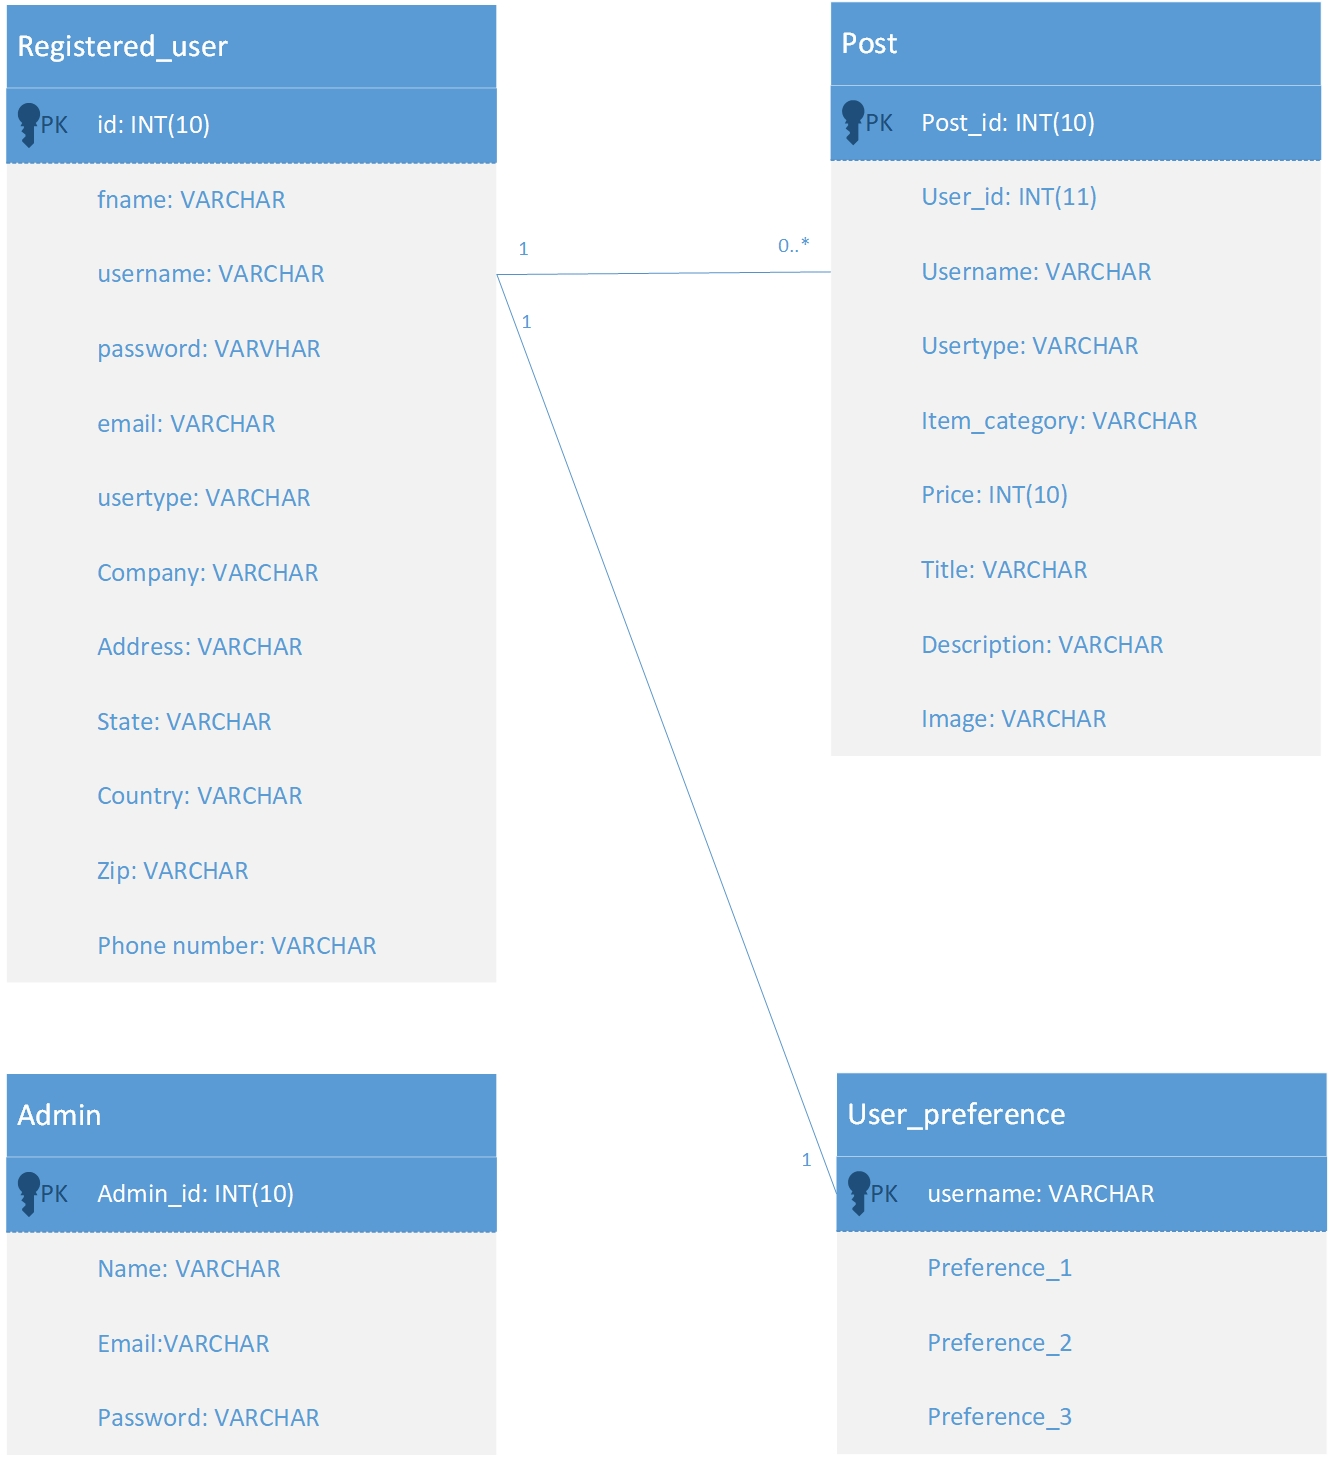 Registered_user
PK id: INT(10)
fname: VARCHAR
username: VARCHAR
password: VARVHAR
email: VARCHAR
usertype: VARCHAR
Company: VARCHAR
Address: VARCHAR
State: VARCHAR
Country: VARCHAR
Zip: VARCHAR
Phone number: VARCHAR
1
0..*
1
1
Post
PK Post_id: INT(10)
User_id: INT(11)
Username: VARCHAR
Usertype: VARCHAR
Item_category: VARCHAR
Price: INT(10)
Title: VARCHAR
Description: VARCHAR
Image: VARCHAR
Admin
PK Admin_id: INT(10)
Name: VARCHAR
Email:VARCHAR
Password: VARCHAR
User_preference
PK username: VARCHAR
Preference_1
Preference_2
Preference_3